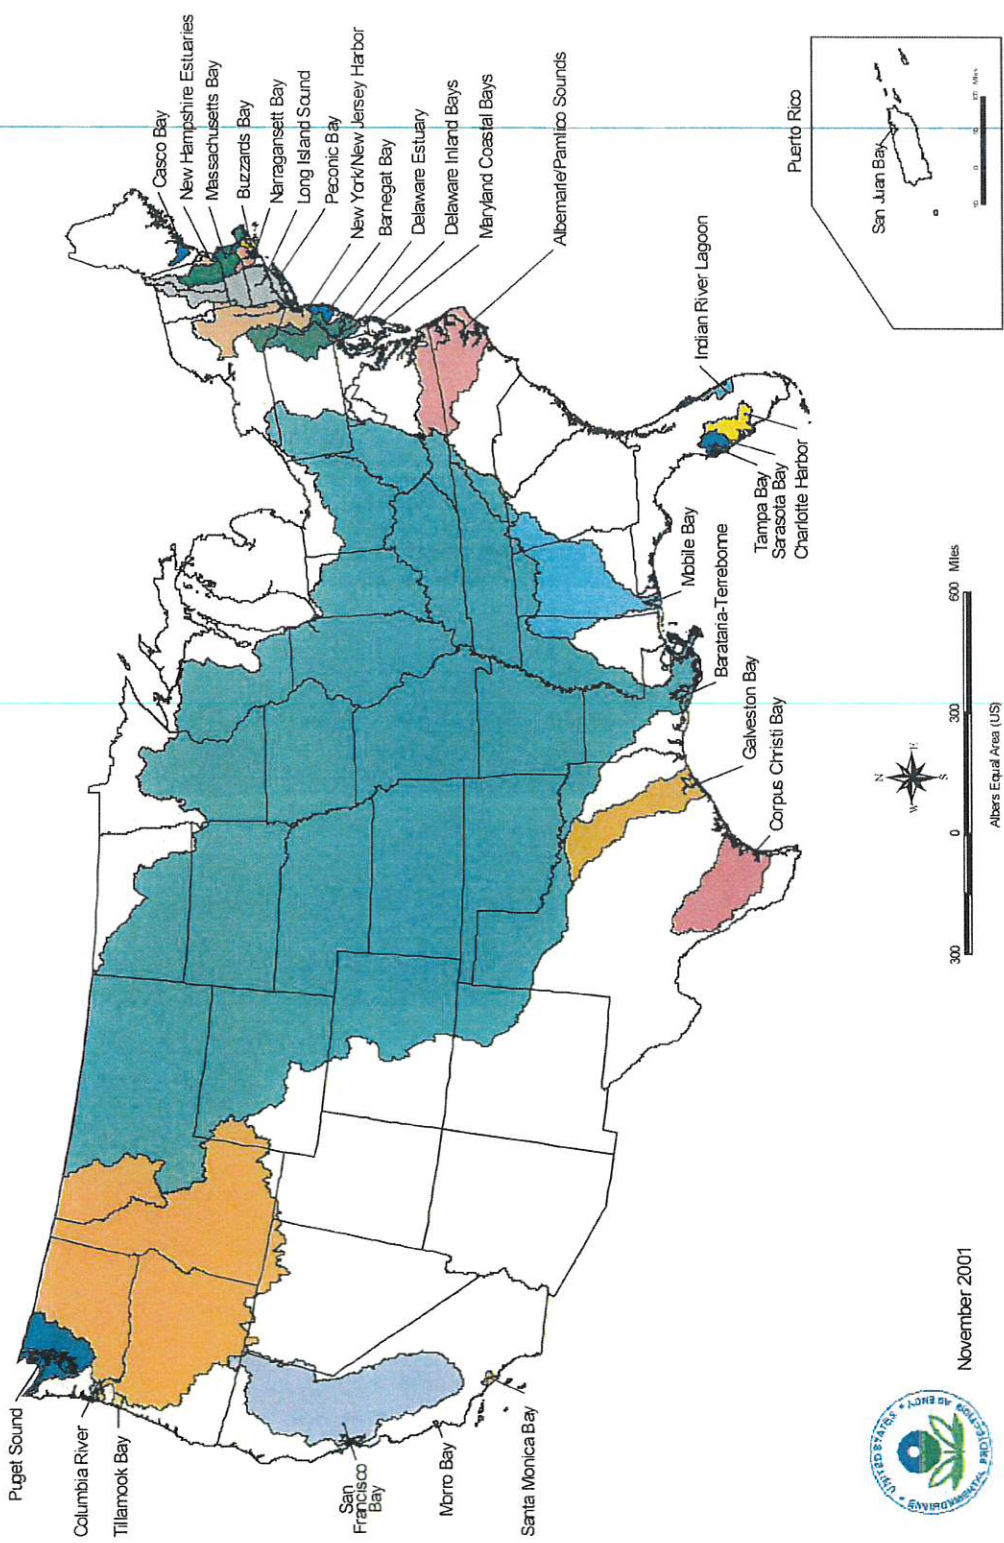 Puget Sound
Columbia River
Tillamook Bay
San
Francisco
Bay
Morro Bay
Santa Monica Bay
Casco Bay
New Hampshire Estuaries
Massachusetts Bay
Buzzards Bay
Narragansett Bay
Long Island Sound
Peconic Bay
New York/New Jersey Harbor
Barnegat Bay
Delaware Estuary
Delaware Inland Bays
Maryland Coastal Bays
Albemarle/Pamlico Sounds
Indian River Lagoon
Tampa Bay
Sarasota Bay
Charlotte Harbor
Mobile Bay
Barataria-Terrebonne
Galveston Bay
Corpus Christi Bay
Puerto Rico
San Juan Bay
Miles
N
W E
S
300 0 300 600 Miles
Albers Equal Area (US)
November 2001
UNITED STATES
ENVIRONMENTAL PROTECTION AGENCY